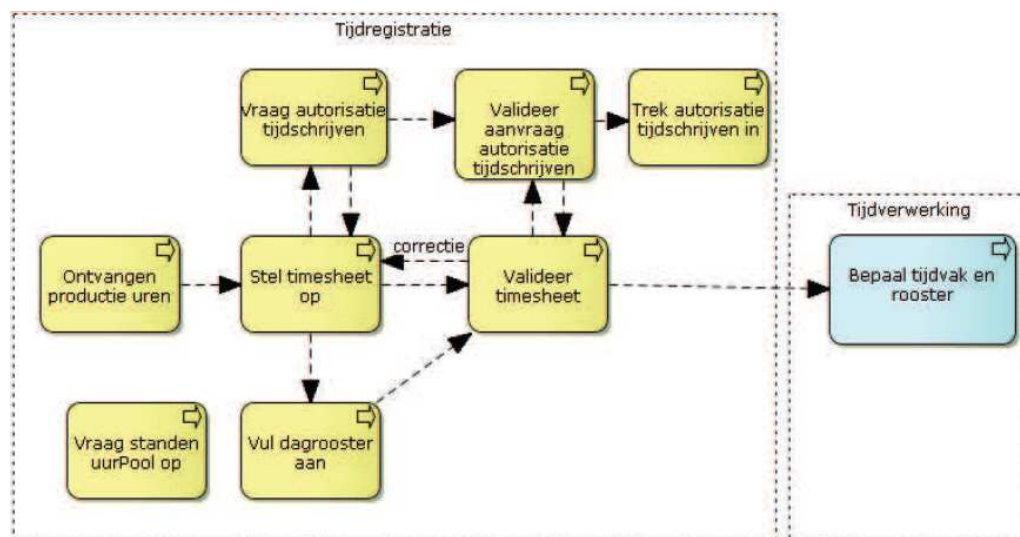 Tijdregistratie
Vraag autorisatie
tijdschrijven
Valideer
aanvraag
autorisatie
tijdschrijven
Trek autorisatie
tijdschrijven in
Tijdverwerking
Ontvangen
productie uren
Stel timesheet
op
correctie
Valideer
timesheet
Bepaal tijdvak en
rooster
Vraag standen
uurPool op
Vul dagrooster
aan